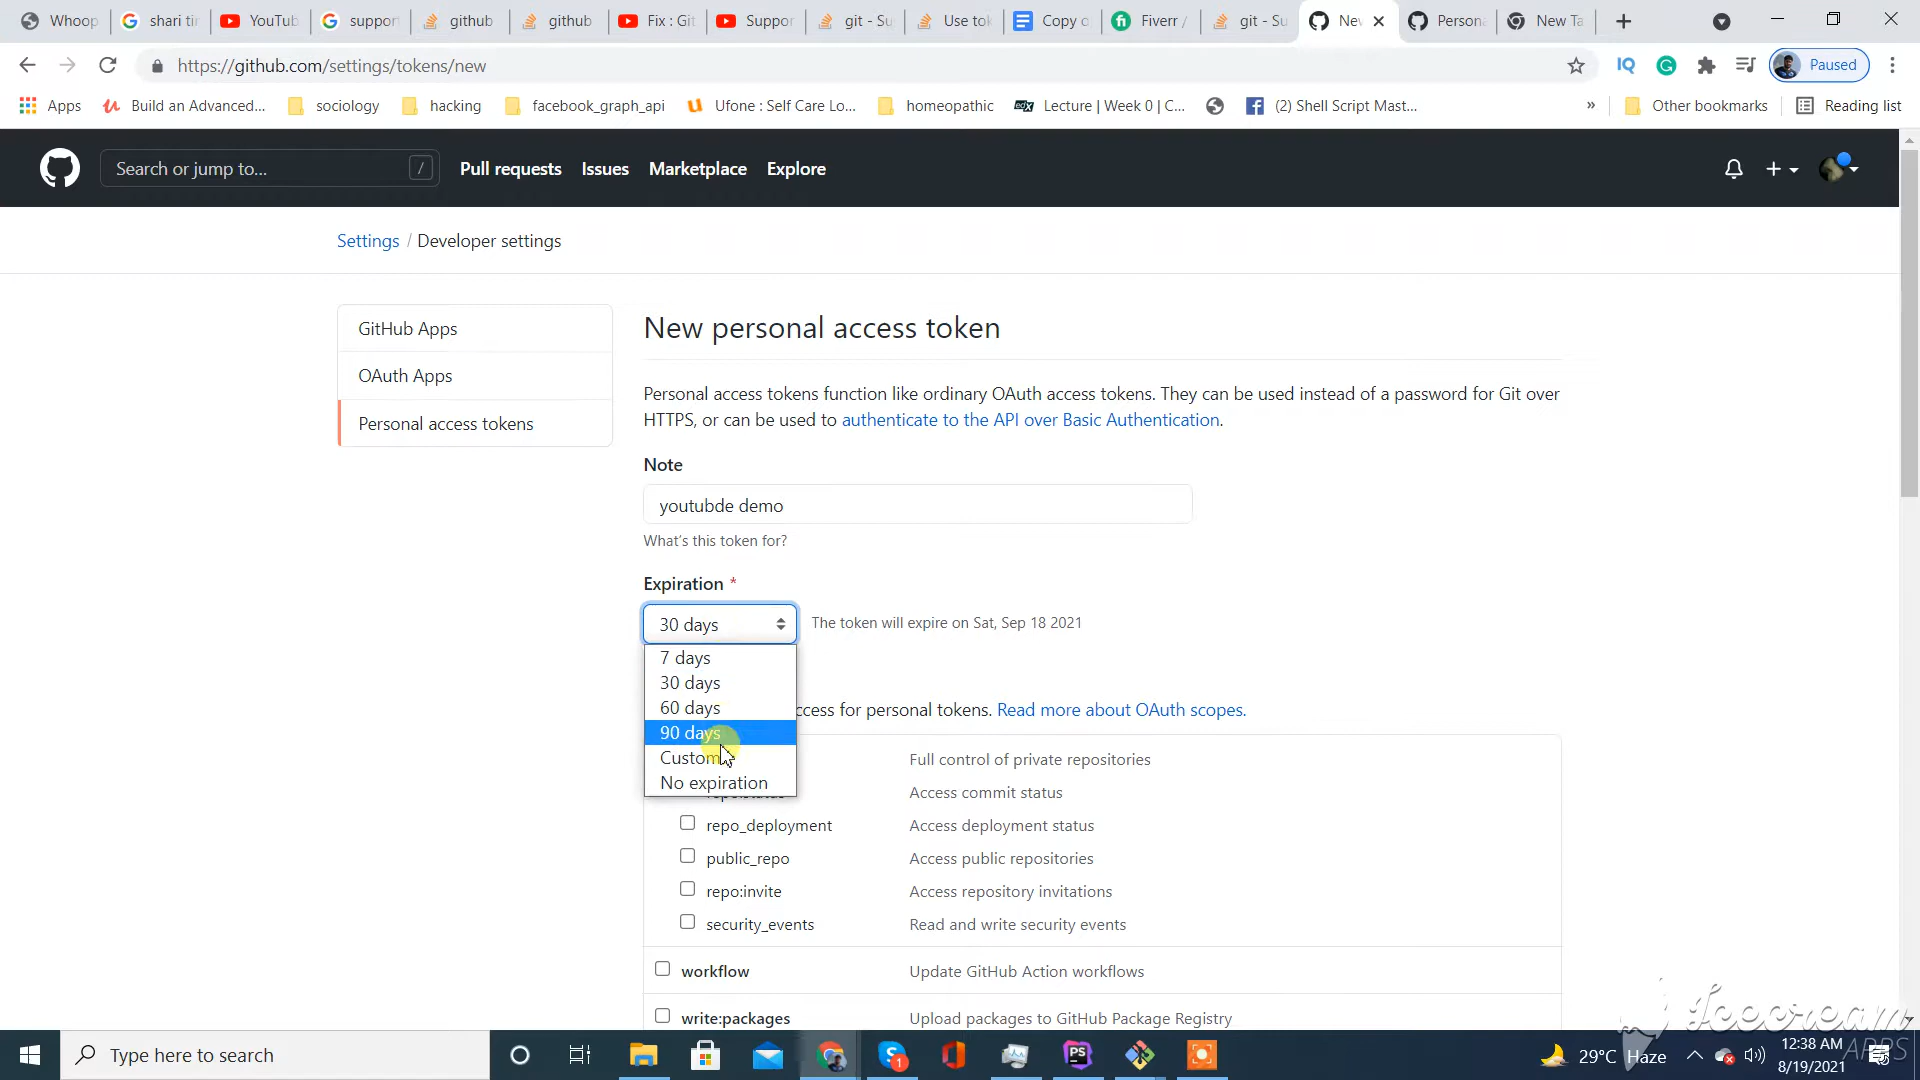 Whoop
shari tir
YouTub
suppor
github
github
Fix : Git
Suppor
git - Su
Use tok
Copy o
Fiverr /
git - Su
Ne
Persona
New Ta
https://github.com/settings/tokens/new
Paused
Apps
Build an Advanced...
sociology
hacking
facebook_graph_api
Ufone : Self Care Lo...
homeopathic
edX
Lecture | Week 0 | C...
(2) Shell Script Mast...
»
Other bookmarks
Reading list
Search or jump to...
/
Pull requests
Issues
Marketplace
Explore
Settings / Developer settings
GitHub Apps
OAuth Apps
Personal access tokens
New personal access token
Personal access tokens function like ordinary OAuth access tokens. They can be used instead of a password for Git over
HTTPS, or can be used to authenticate to the API over Basic Authentication.
Note
youtubde demo
What's this token for?
Expiration *
30 days
The token will expire on Sat, Sep 18 2021
7 days
30 days
60 days
90 days
Custom
No expiration
ccess for personal tokens. Read more about OAuth scopes.
Full control of private repositories
Access commit status
repo_deployment
Access deployment status
public_repo
Access public repositories
repo:invite
Access repository invitations
security_events
Read and write security events
workflow
Update GitHub Action workflows
write:packages
Upload packages to GitHub Package Registry
Icecream
APPS
Type here to search
1
PS
29°C Haze
12:38 AM
8/19/2021